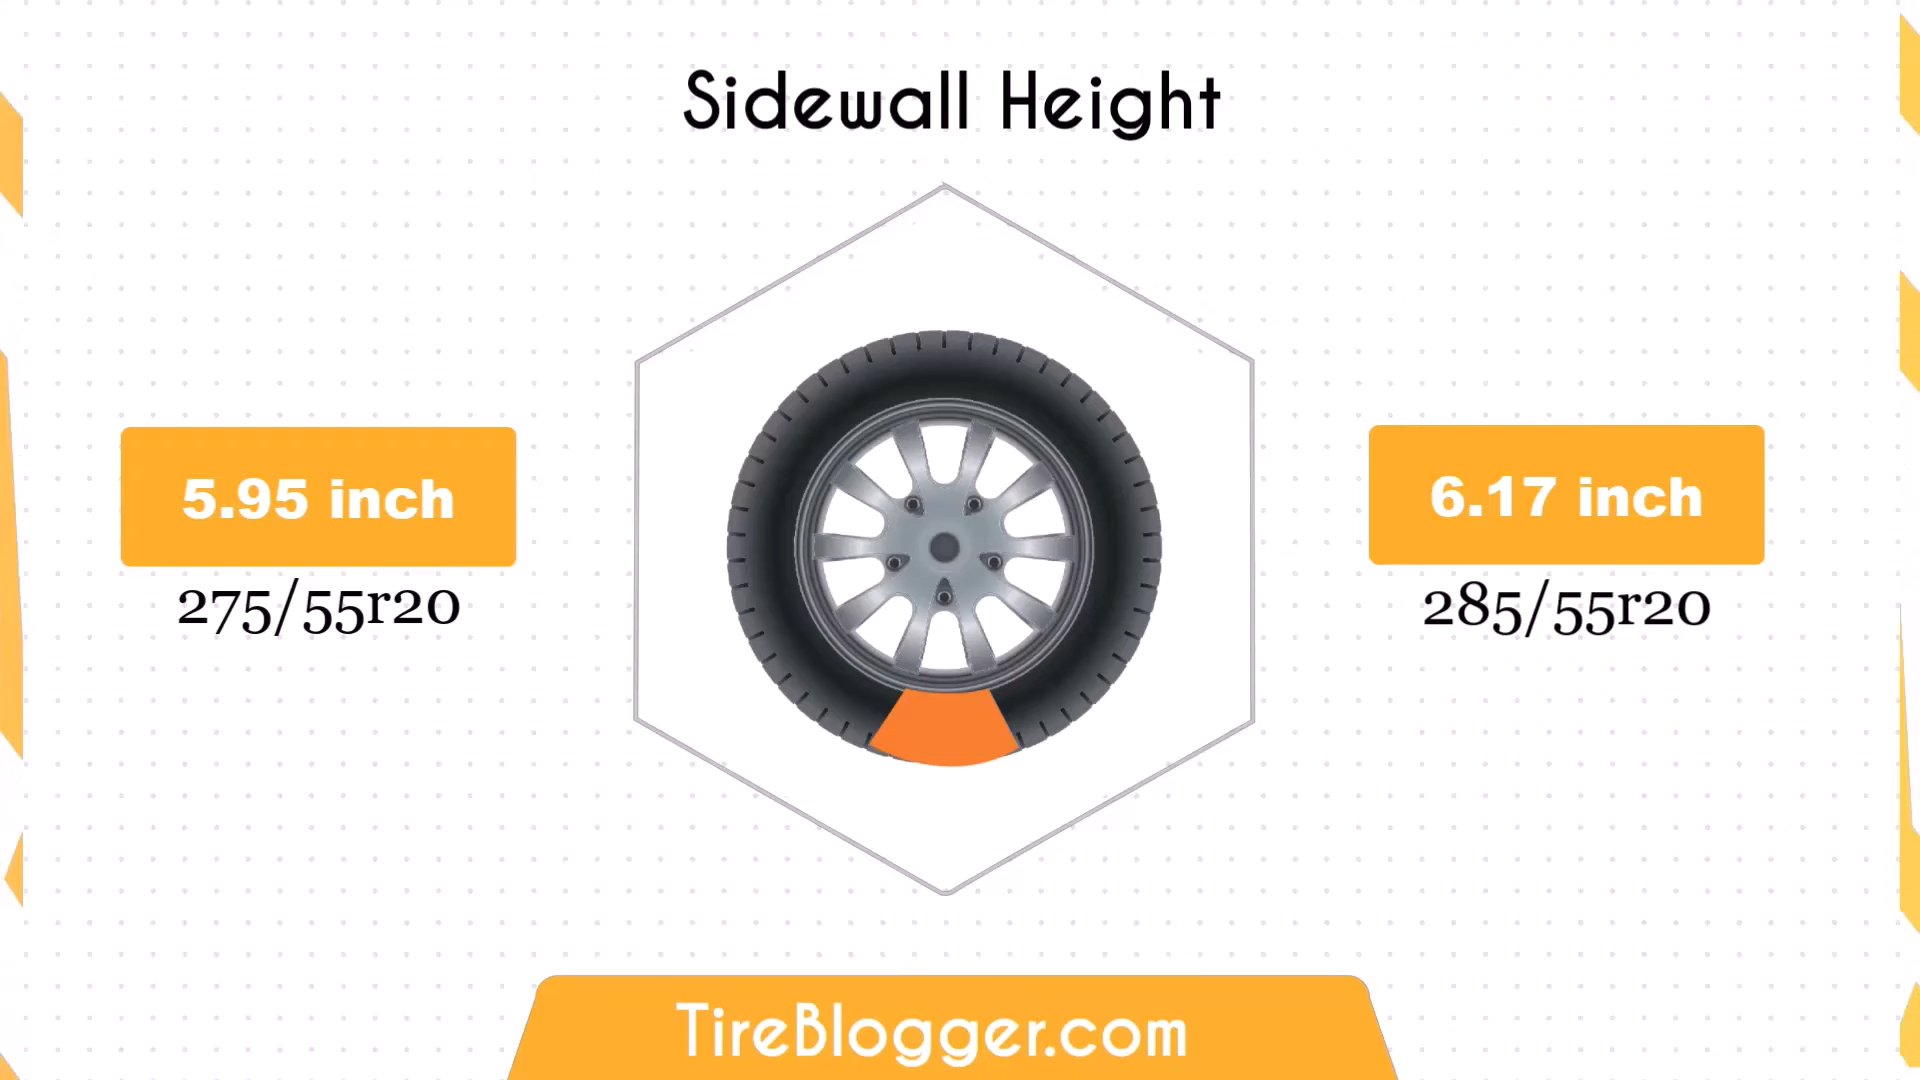 Sidewall Height
5.95 inch
275/55r20
6.17 inch
285/55r20
TireBlogger.com